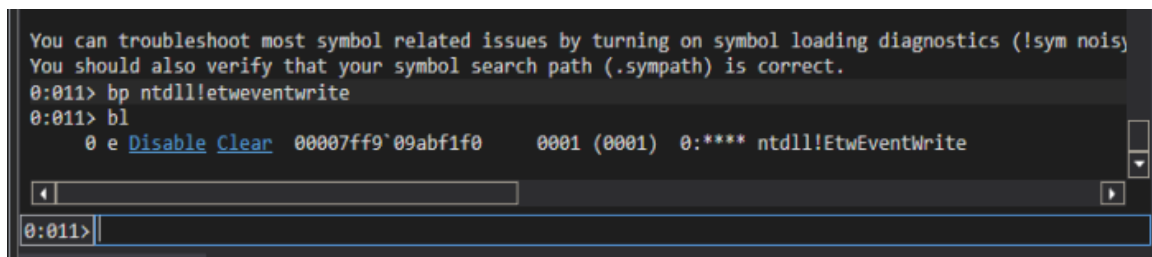 You can troubleshoot most symbol related issues by turning on symbol loading diagnostics (!sym noisy
You should also verify that your symbol search path (.sympath) is correct.
0:011> bp ntdll!etweventwrite
0:011> bl
0 e Disable Clear 00007ff9`09abf1f0 0001 (0001) 0:**** ntdll!EtwEventWrite
0:011>